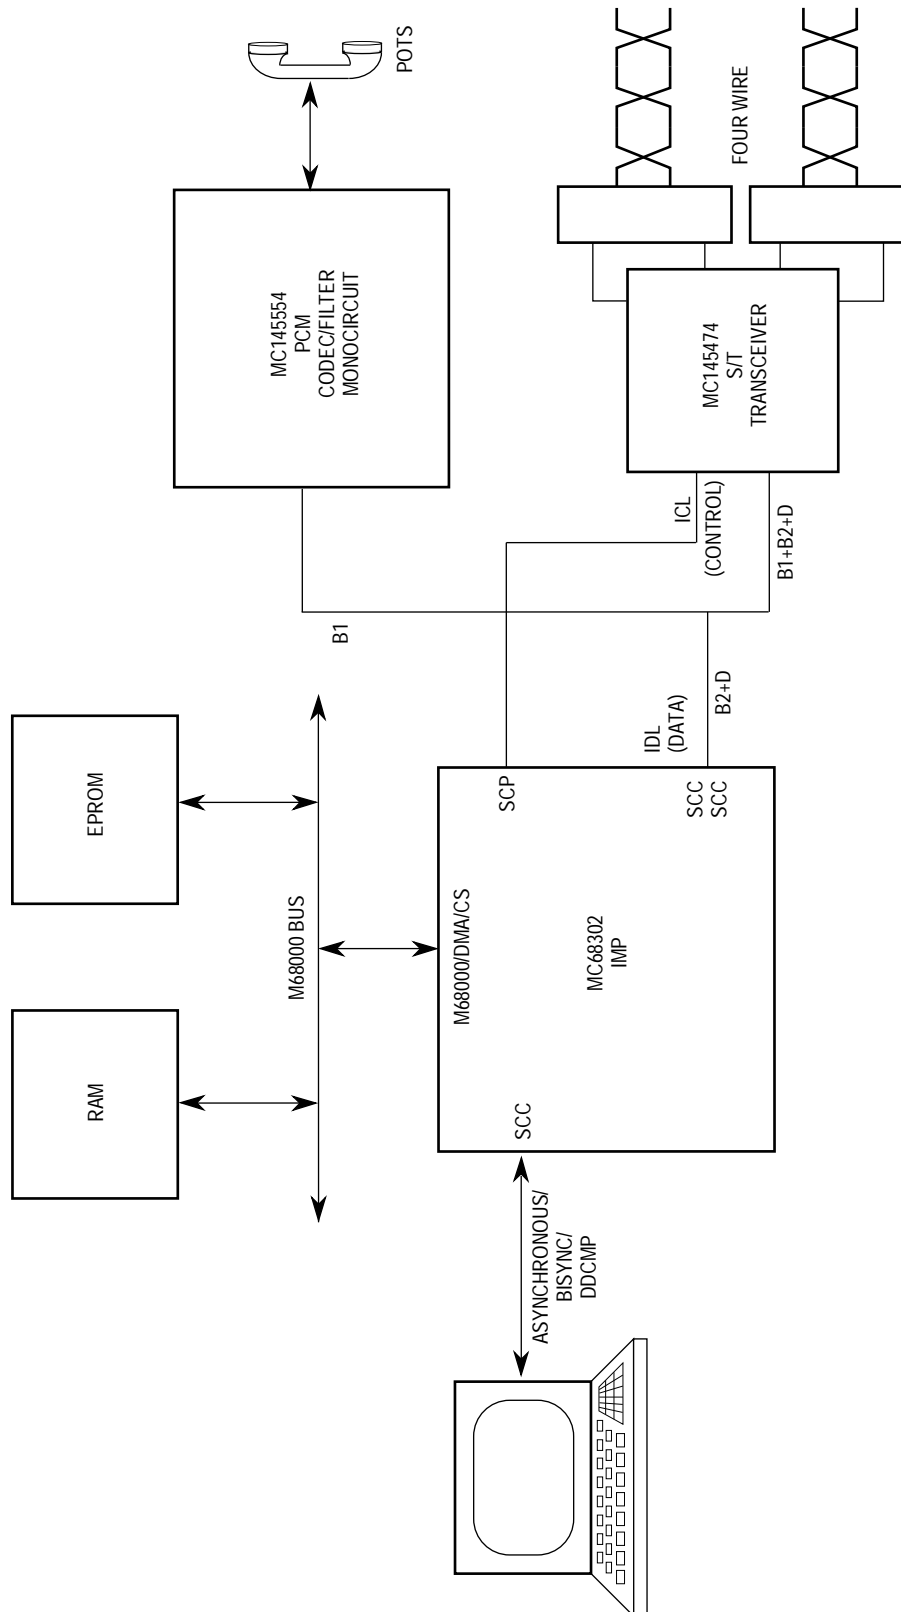 RAM
EPROM
M68000 BUS
MC145554
PCM
CODEC/FILTER
MONOCIRCUIT
POTS
B1
ASYNCHRONOUS/
BISYNC/
DDCMP
SCC
M68000/DMA/CS
SCP
MC68302
IMP
SCC
SCC
IDL
(DATA)
B2+D
ICL
(CONTROL)
B1+B2+D
MC145474
S/T
TRANSCEIVER
FOUR WIRE